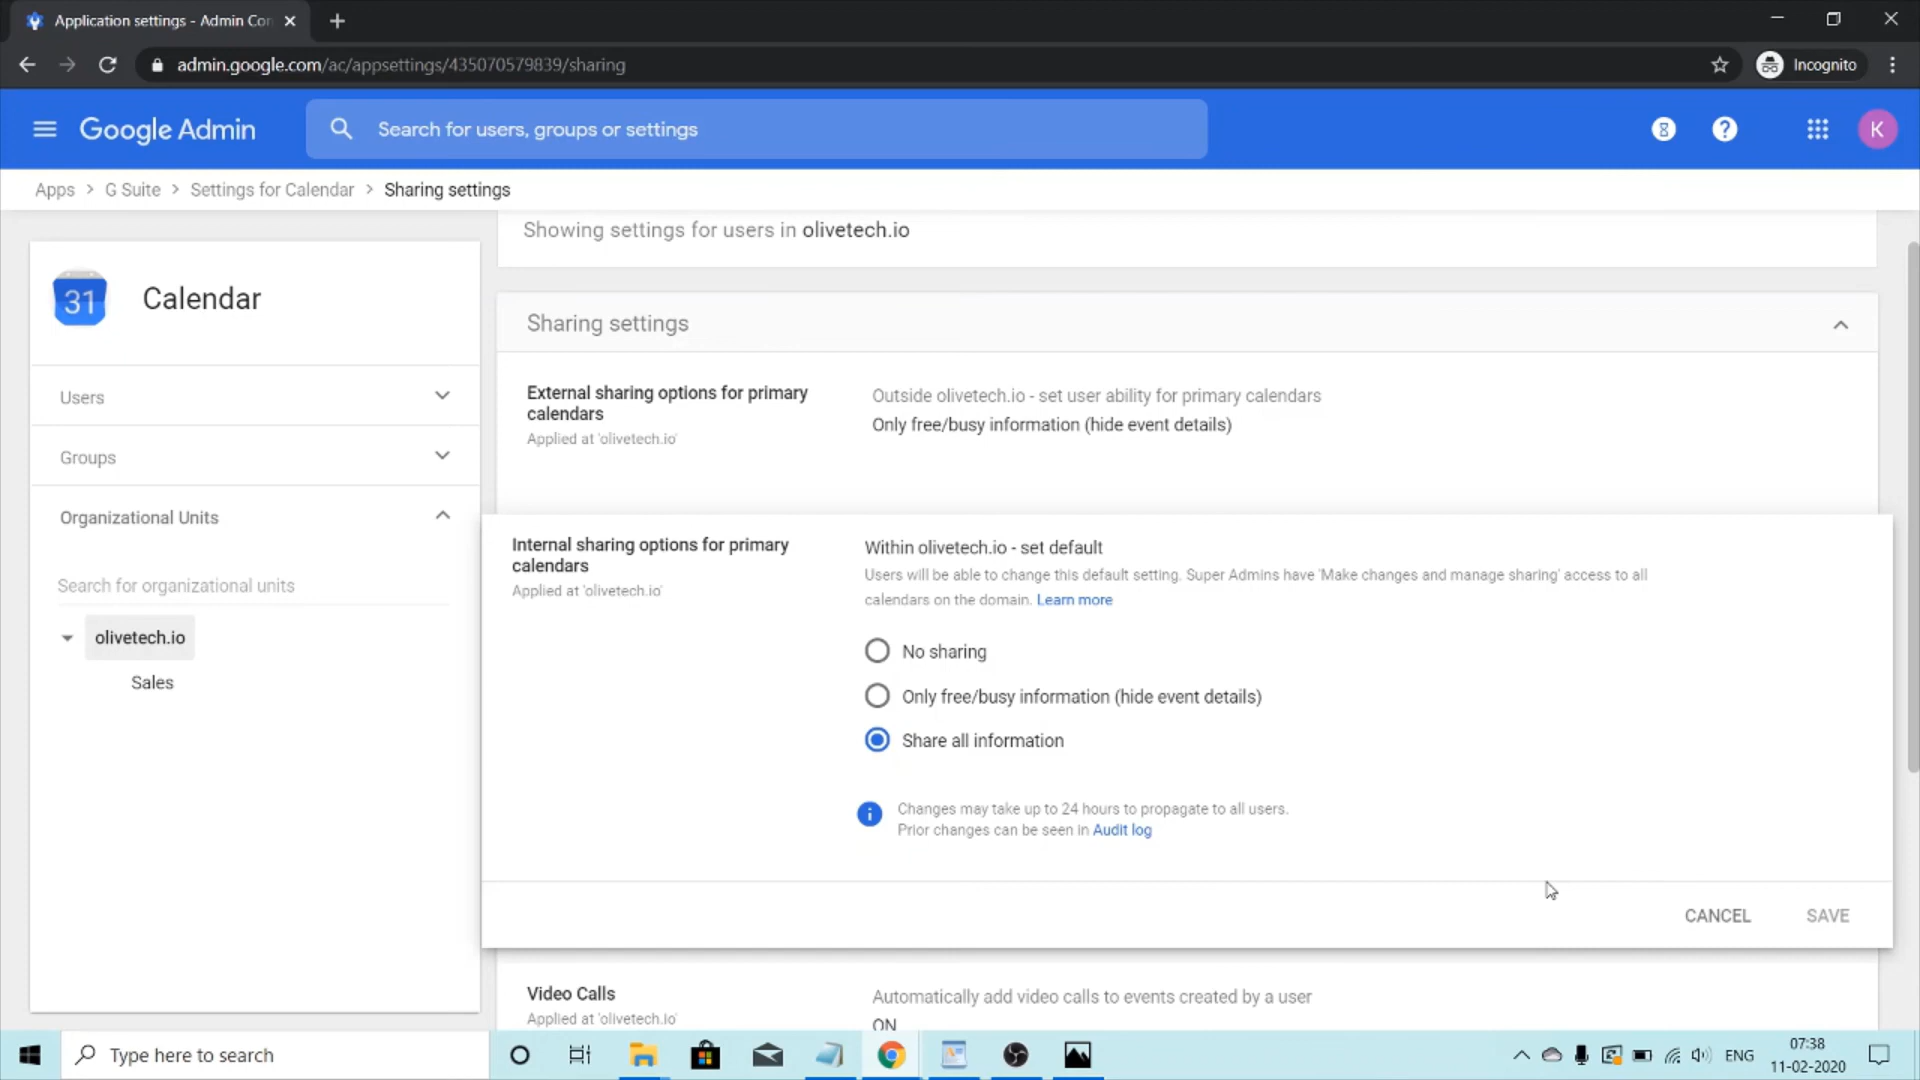 Application settings - Admin Con
admin.google.com/ac/appsettings/435070579839/sharing
Incognito
Google Admin
Search for users, groups or settings
K
Apps > G Suite > Settings for Calendar > Sharing settings
Showing settings for users in olivetech.io
31
Calendar
Users
Groups
Organizational Units
Search for organizational units
olivetech.io
Sales
Sharing settings
External sharing options for primary
calendars
Applied at 'olivetech.io'
Outside olivetech.io - set user ability for primary calendars
Only free/busy information (hide event details)
Internal sharing options for primary
calendars
Applied at 'olivetech.io'
Within olivetech.io - set default
Users will be able to change this default setting. Super Admins have 'Make changes and manage sharing' access to all
calendars on the domain. Learn more
No sharing
Only free/busy information (hide event details)
Share all information
Changes may take up to 24 hours to propagate to all users.
Prior changes can be seen in Audit log
CANCEL
SAVE
Video Calls
Applied at 'olivetech.io'
Automatically add video calls to events created by a user
ON
Type here to search
ENG
07:38
11-02-2020